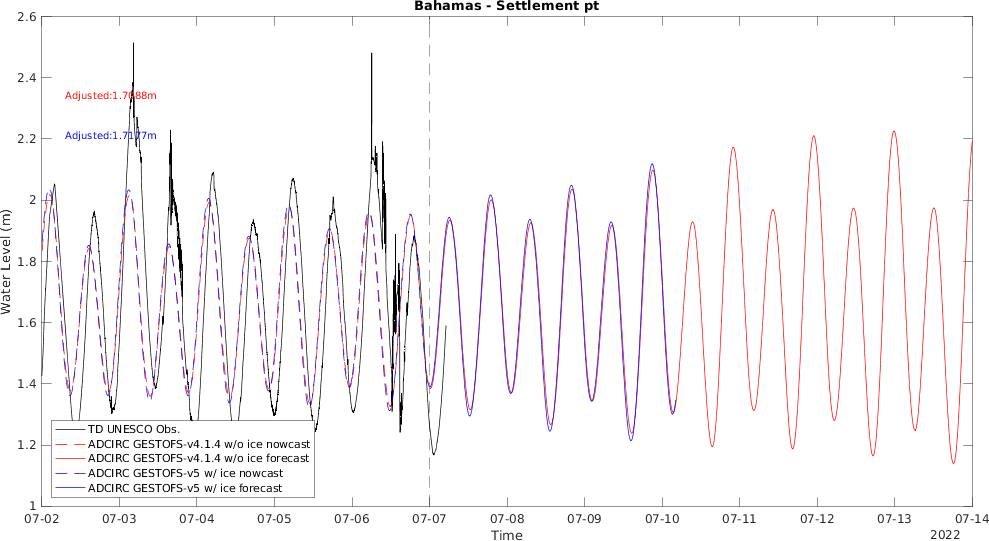 Bahamas - Settlement pt
2.6
2.4
2.2
2
1.8
1.6
1.4
1.2
1
Water Level (m)
Adjusted:1.7688m
Adjusted:1.7177m
TD UNESCO Obs.
ADCIRC GESTOFS-v4.1.4 w/o ice nowcast
ADCIRC GESTOFS-v4.1.4 w/o ice forecast
ADCIRC GESTOFS-v5 w/ ice nowcast
ADCIRC GESTOFS-v5 w/ ice forecast
07-02 07-03 07-04 07-05 07-06 07-07 07-08 07-09 07-10 07-11 07-12 07-13 07-14
Time
2022